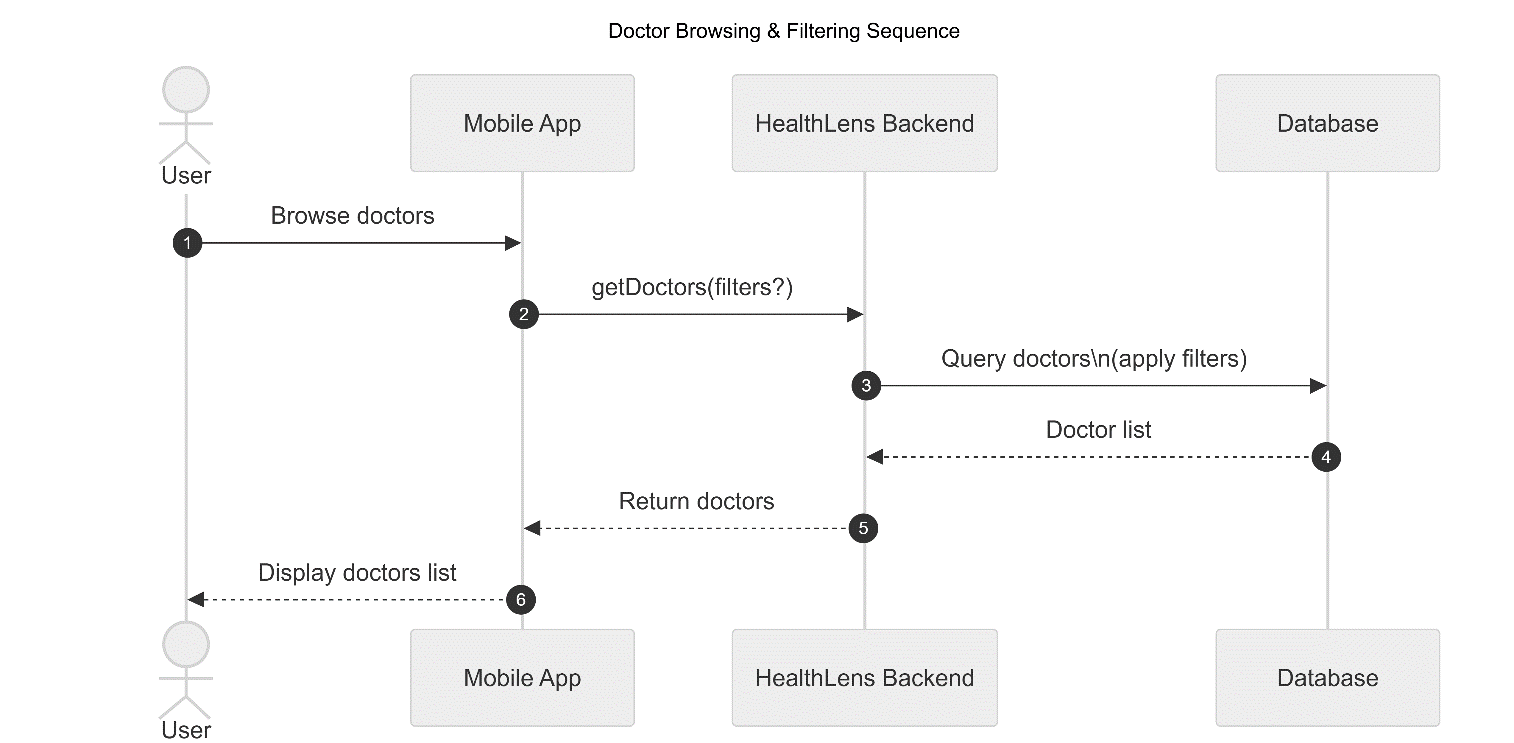 Doctor Browsing & Filtering Sequence
User
Mobile App
HealthLens Backend
Database
Browse doctors
1
getDoctors(filters?)
2
Query doctors\n(apply filters)
3
Doctor list
4
Return doctors
5
Display doctors list
6
User
Mobile App
HealthLens Backend
Database